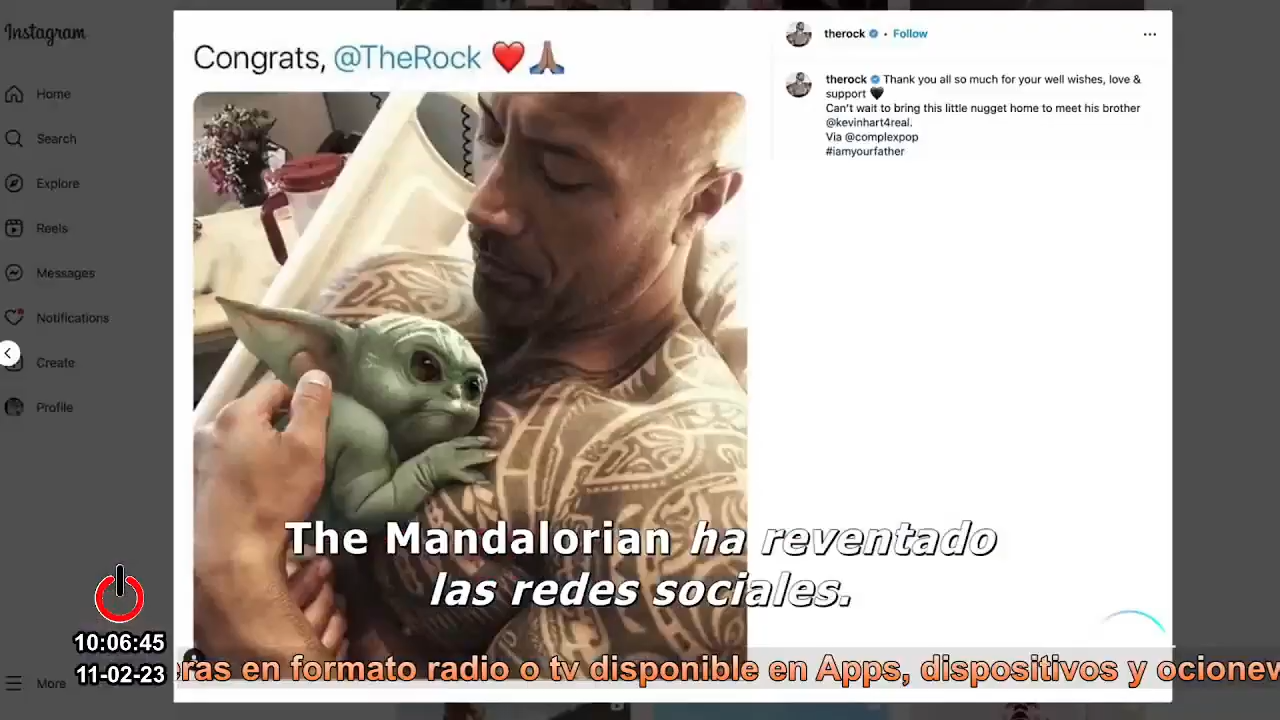 Instagram
Home
Search
Explore
Reels
Messages
Notifications
Create
Profile
More
Congrats, @TheRock ❤️🙏🏽
therock • Follow
...
therock Thank you all so much for your well wishes, love &
support 🖤
Can't wait to bring this little nugget home to meet his brother
@kevinhart4real.
Via @complexpop
#iamyourfather
The Mandalorian ha reventado
las redes sociales.
10:06:45
11-02-23
eras en formato radio o tv disponible en Apps, dispositivos y ocionew